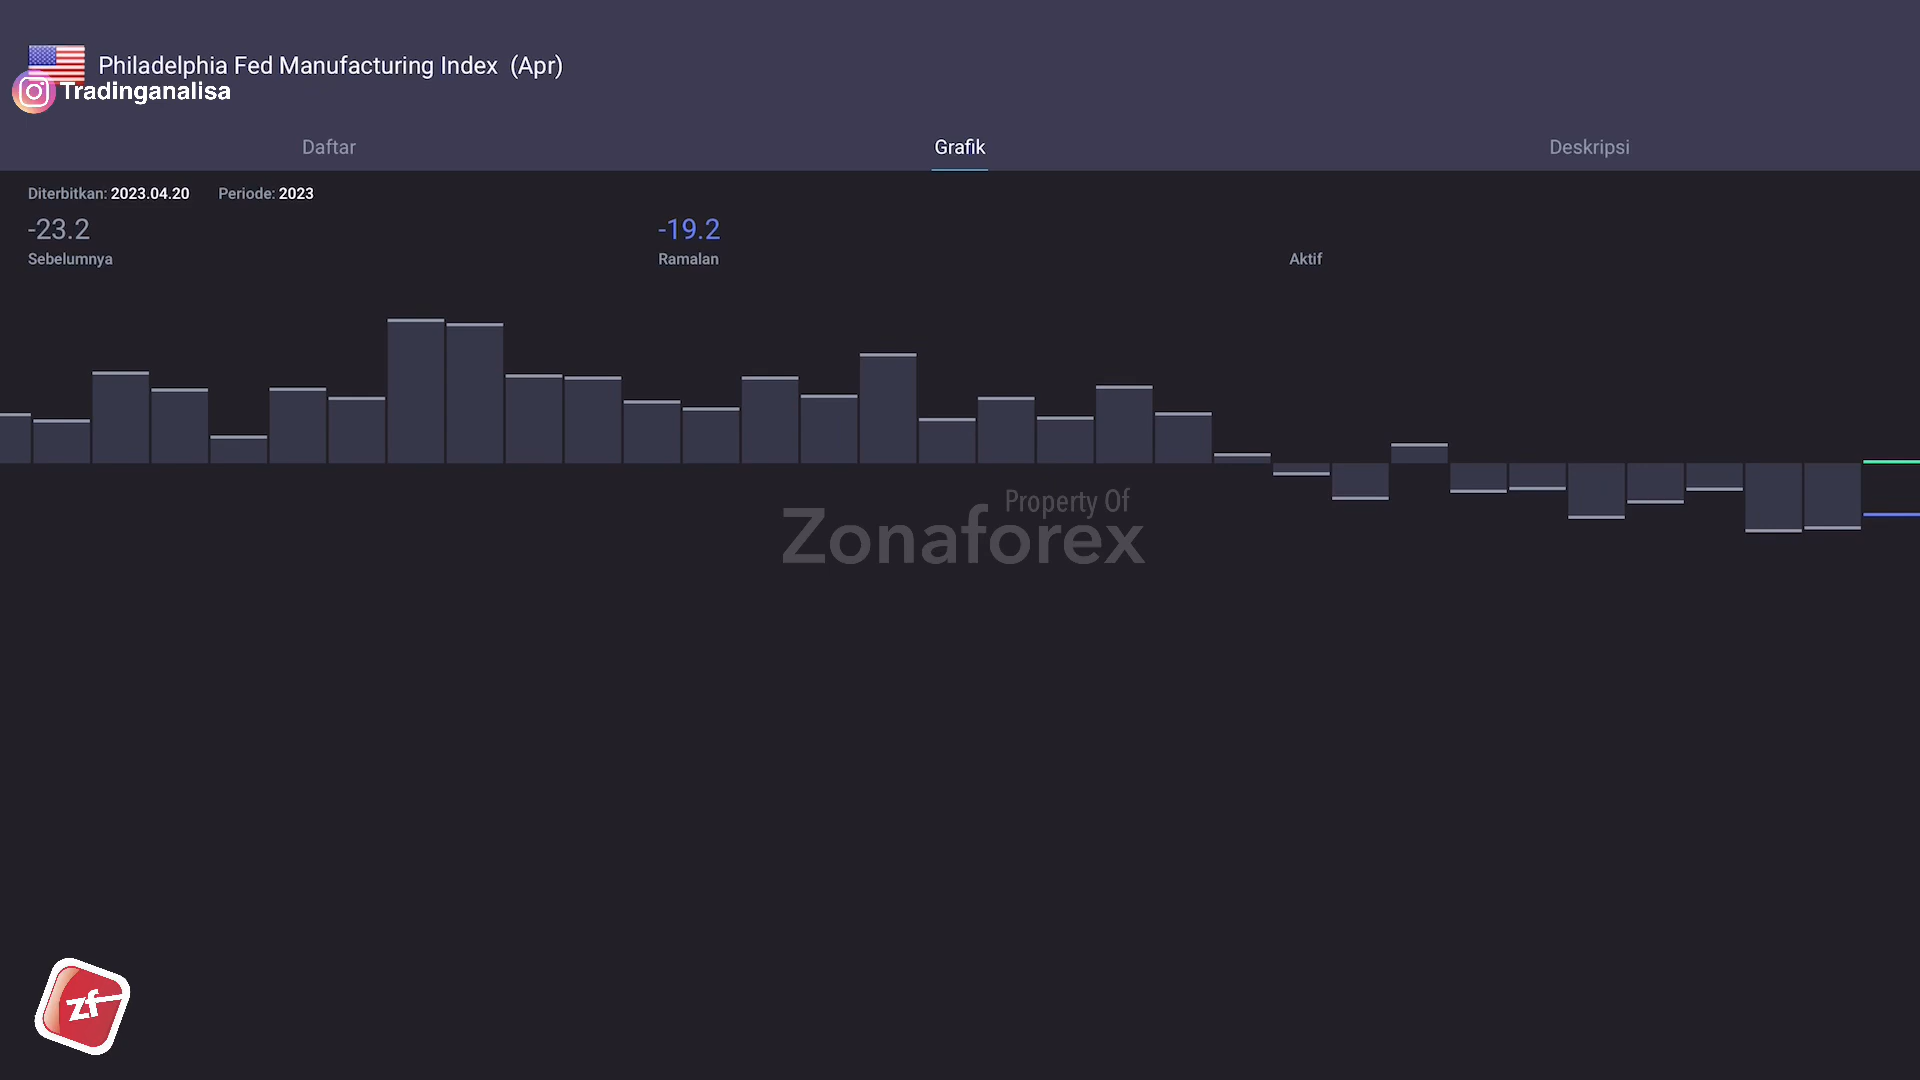 Philadelphia Fed Manufacturing Index (Apr)
Tradinganalisa
Daftar
Grafik
Deskripsi
Diterbitkan: 2023.04.20
Periode: 2023
-23.2
-19.2
Sebelumnya
Ramalan
Aktif
Property Of
Zonaforex
zf